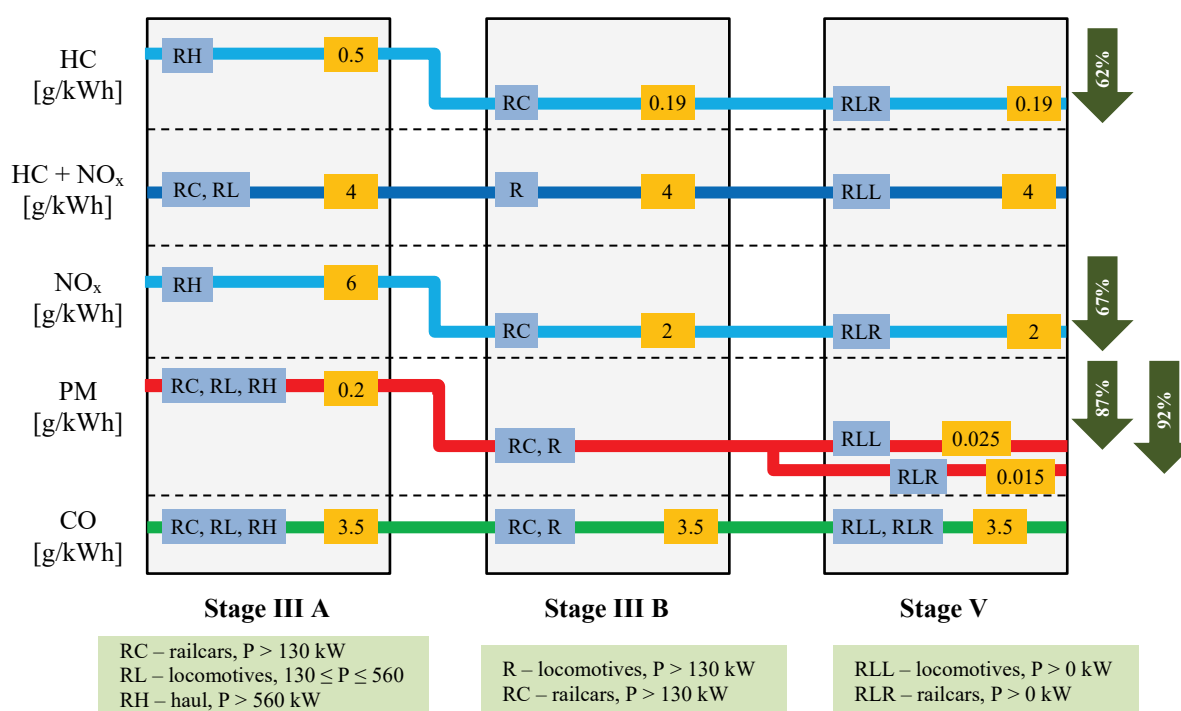 HC
[g/kWh]
RH
0.5
RC
0.19
RLR
0.19
62%
HC + NOₓ
[g/kWh]
RC, RL
4
R
4
RLL
4
NOₓ
[g/kWh]
RH
6
RC
2
RLR
2
67%
PM
[g/kWh]
RC, RL, RH
0.2
RC, R
RLL
0.025
RLR
0.015
87%
92%
CO
[g/kWh]
RC, RL, RH
3.5
RC, R
3.5
RLL, RLR
3.5
Stage III A
Stage III B
Stage V
RC – railcars, P > 130 kW
RL – locomotives, 130 ≤ P ≤ 560
RH – haul, P > 560 kW
R – locomotives, P > 130 kW
RC – railcars, P > 130 kW
RLL – locomotives, P > 0 kW
RLR – railcars, P > 0 kW